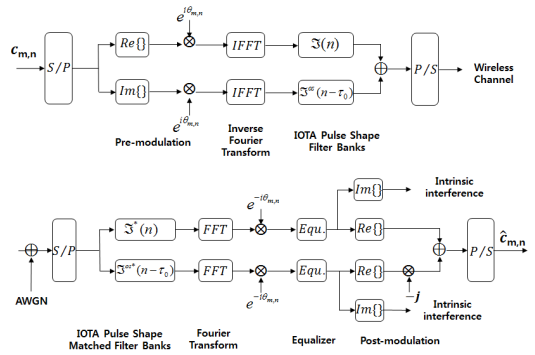 e^{iθ_{m,n}}
c_{m,n} S/P Re{} ⊗ IFFT ℑ(n) ⊕ P/S Wireless Channel
Im{} ⊗ IFFT ℑ^{∝}(n−τ_0)
e^{iθ_{m,n}}
Pre-modulation
Inverse
Fourier
Transform
IOTA Pulse Shape
Filter Banks
e^{-iθ_{m,n}}
Im{} Intrinsic
interference
S/P ℑ^*(n) FFT ⊗ Equ. Re{} ⊕ P/S ĉ_{m,n}
ℑ^{∝*}(n−τ_0) FFT ⊗ Equ. Re{} ⊗
AWGN
e^{-iθ_{m,n}}
−j
Im{} Intrinsic
interference
IOTA Pulse Shape
Matched Filter Banks
Fourier
Transform
Equalizer
Post-modulation